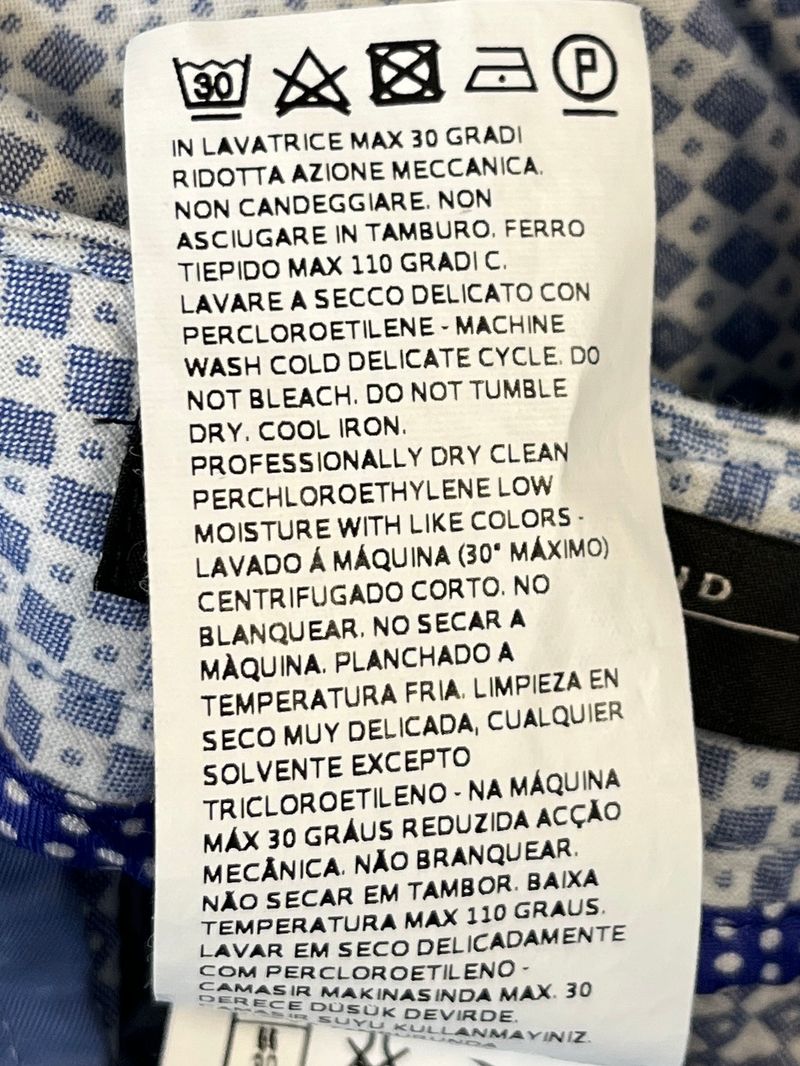 30 P
IN LAVATRICE MAX 30 GRADI
RIDOTTA AZIONE MECCANICA.
NON CANDEGGIARE. NON
ASCIUGARE IN TAMBURO. FERRO
TIEPIDO MAX 110 GRADI C.
LAVARE A SECCO DELICATO CON
PERCLOROETILENE - MACHINE
WASH COLD DELICATE CYCLE. DO
NOT BLEACH. DO NOT TUMBLE
DRY. COOL IRON.
PROFESSIONALLY DRY CLEAN
PERCHLOROETHYLENE LOW
MOISTURE WITH LIKE COLORS -
LAVADO Á MÁQUINA (30° MÁXIMO)
CENTRIFUGADO CORTO. NO
BLANQUEAR. NO SECAR A
MÀQUINA. PLANCHADO A
TEMPERATURA FRIA. LIMPIEZA EN
SECO MUY DELICADA, CUALQUIER
SOLVENTE EXCEPTO
TRICLOROETILENO - NA MÁQUINA
MÁX 30 GRÁUS REDUZIDA ACÇÃO
MECÂNICA. NÃO BRANQUEAR.
NÃO SECAR EM TAMBOR. BAIXA
TEMPERATURA MAX 110 GRAUS.
LAVAR EM SECO DELICADAMENTE
COM PERCLOROETILENO -
CAMASIR MAKINASINDA MAX. 30
DERECE DÜSÜK DEVIRDE.
CAMASIR SUYU KULLANMAYINIZ.